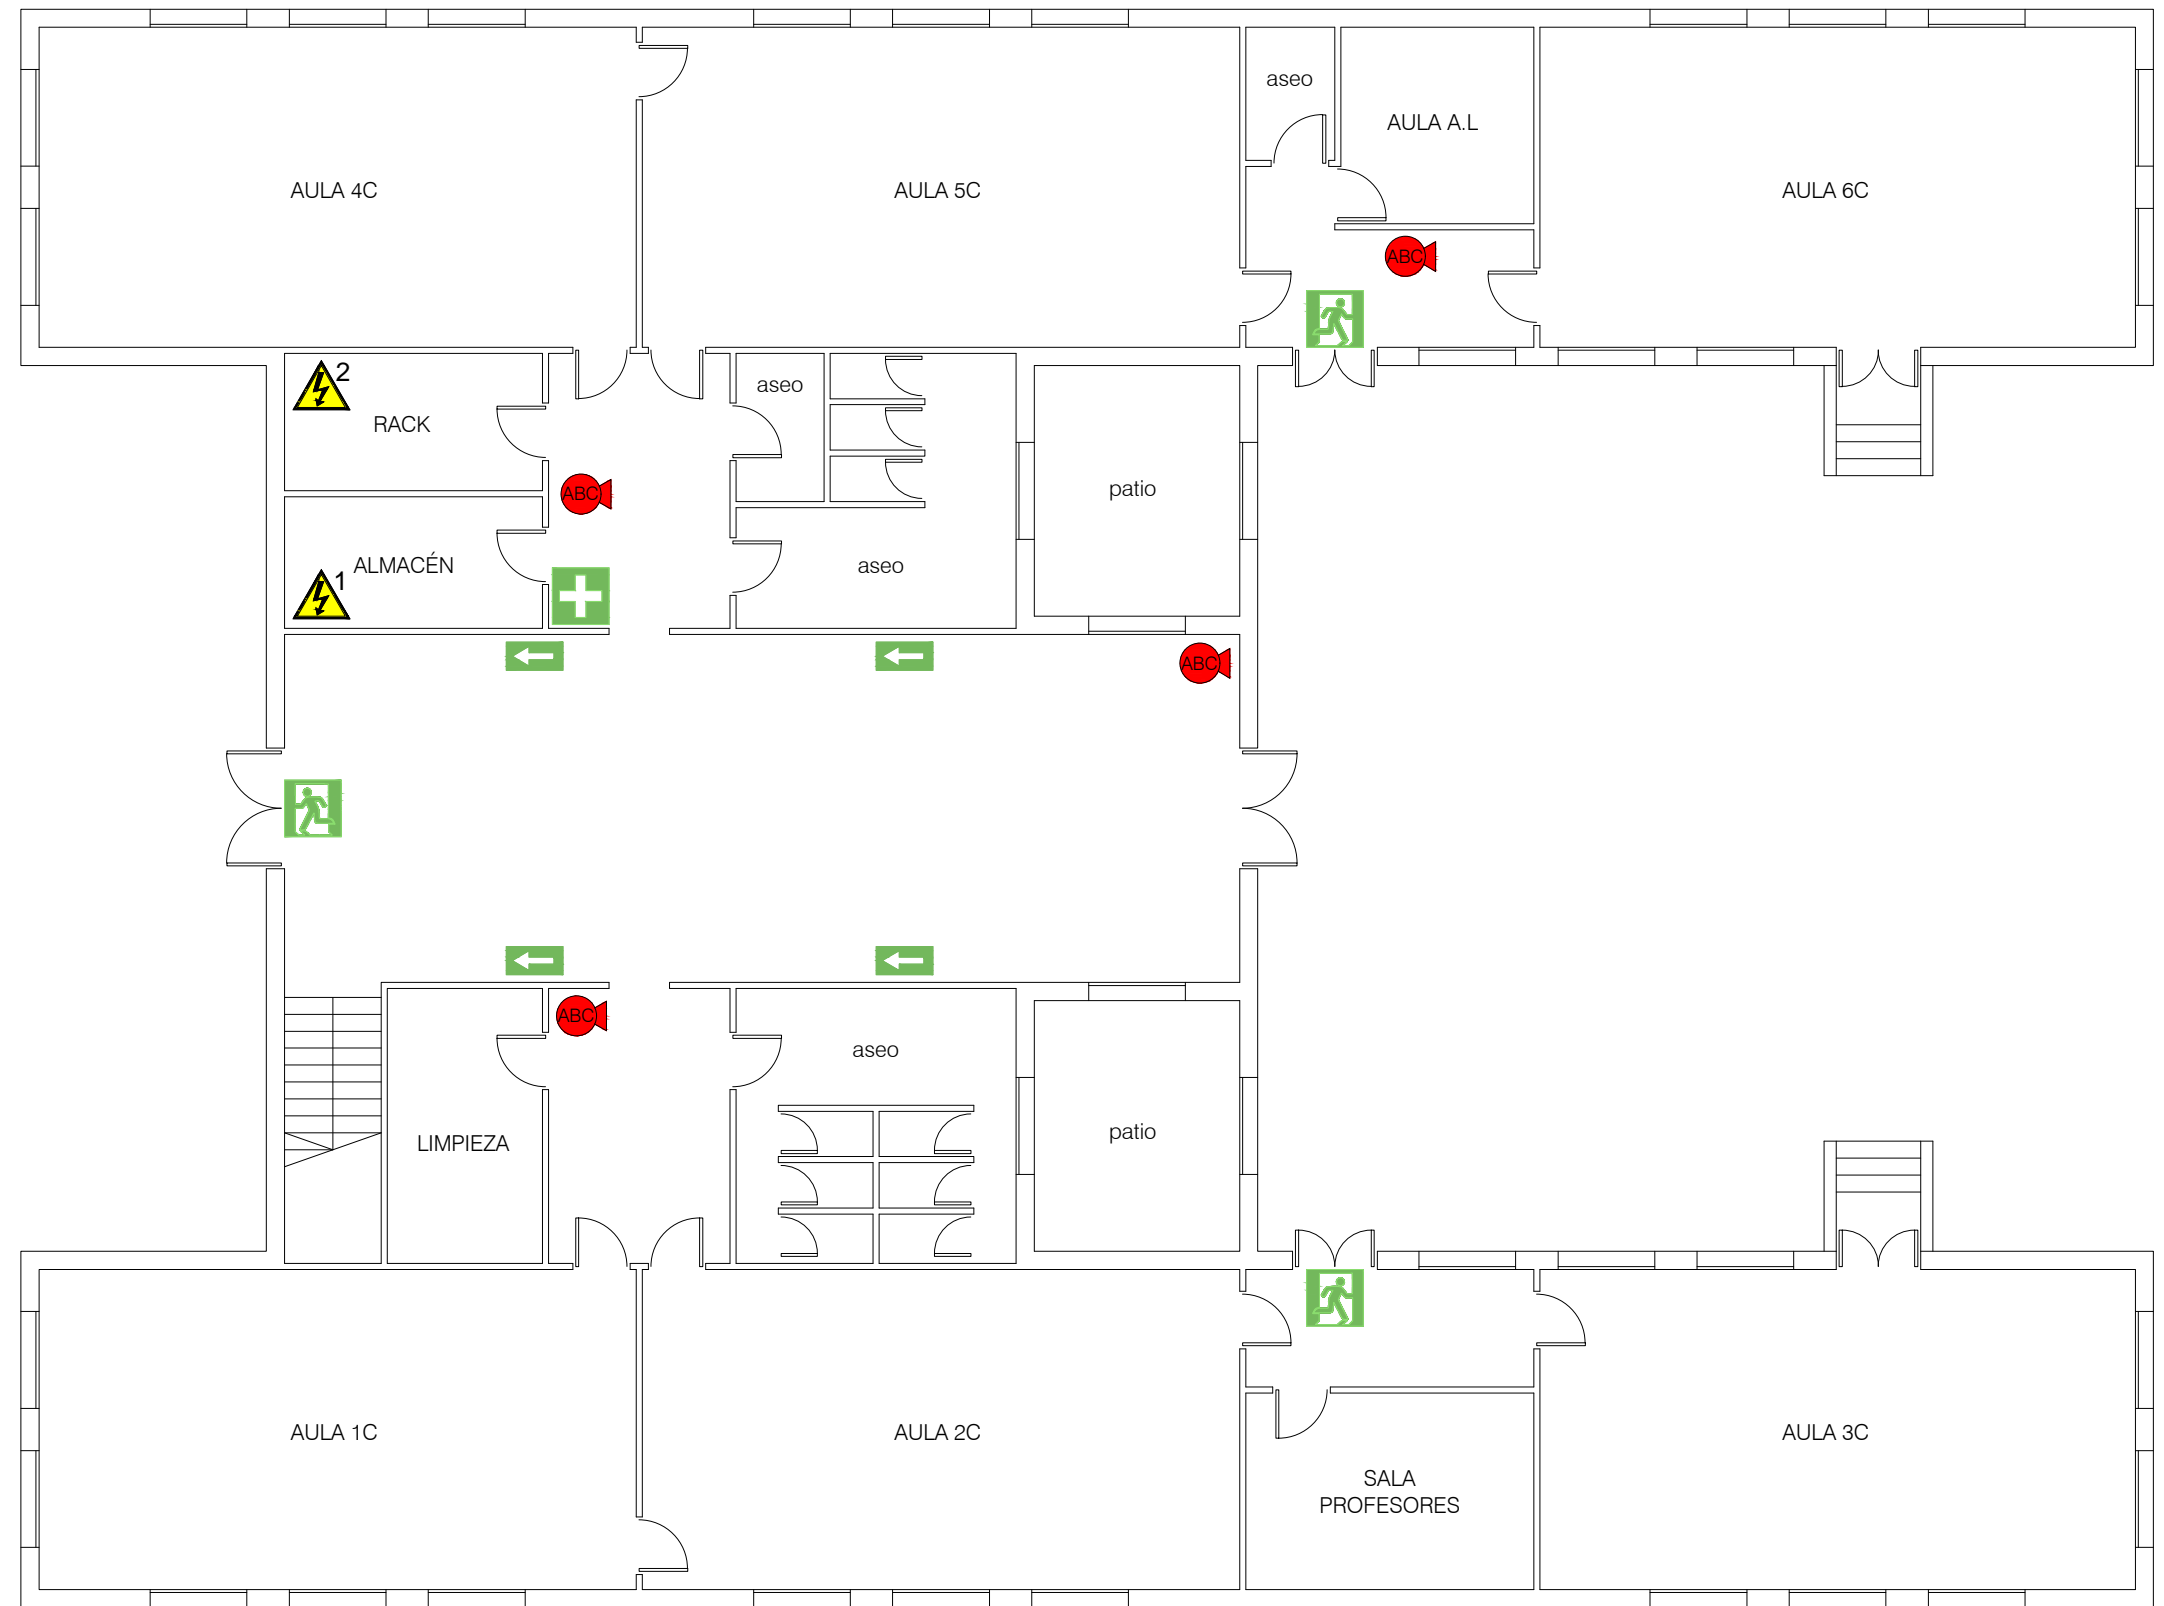 aseo
AULA A.L
AULA 4C
AULA 5C
AULA 6C
ABC
2
RACK
aseo
ABC
patio
1
ALMACÉN
aseo
ABC
ABC
aseo
LIMPIEZA
patio
AULA 1C
AULA 2C
AULA 3C
SALA
PROFESORES